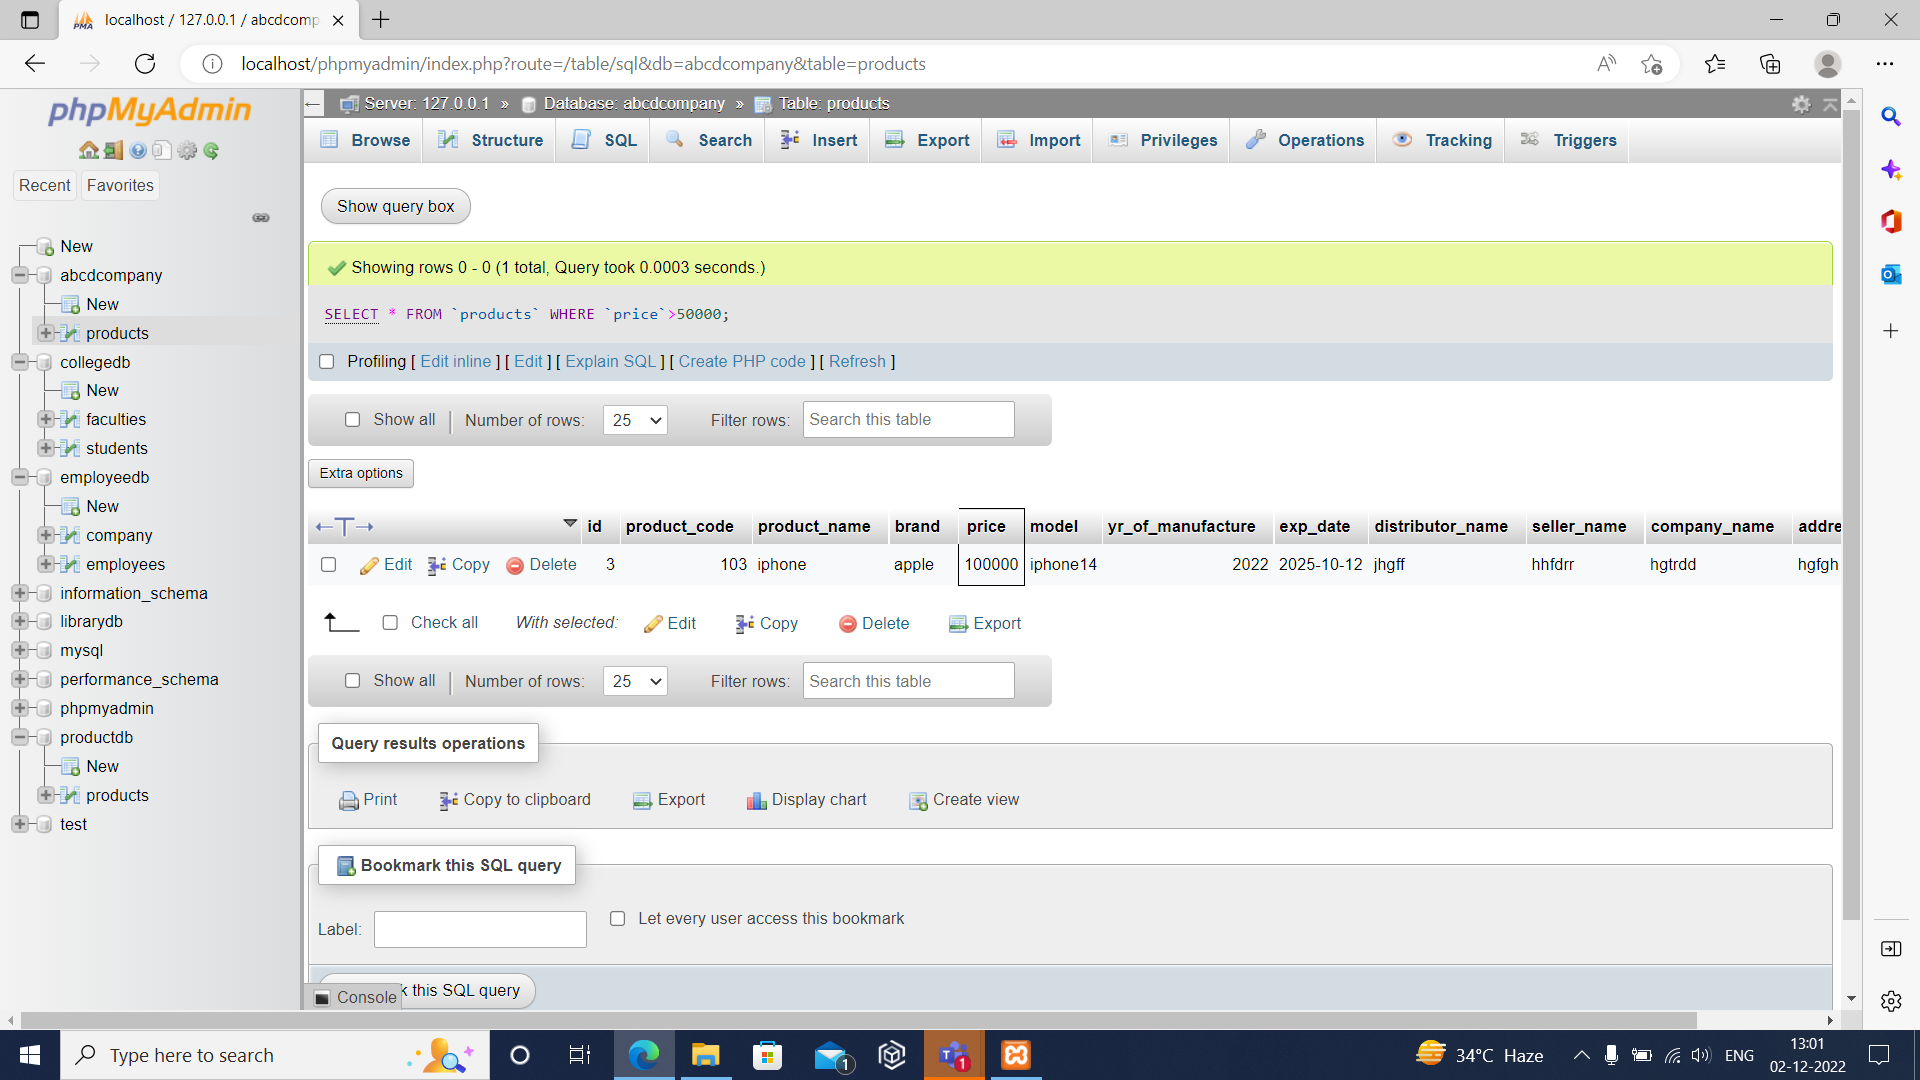 localhost / 127.0.0.1 / abcdcomp
localhost/phpmyadmin/index.php?route=/table/sql&db=abcdcompany&table=products
phpMyAdmin
Recent Favorites
New
abcdcompany
New
products
collegedb
New
faculties
students
employeedb
New
company
employees
information_schema
librarydb
mysql
performance_schema
phpmyadmin
productdb
New
products
test
Server: 127.0.0.1 » Database: abcdcompany » Table: products
Browse Structure SQL Search Insert Export Import Privileges Operations Tracking Triggers
Show query box
Showing rows 0 - 0 (1 total, Query took 0.0003 seconds.)
SELECT * FROM `products` WHERE `price`>50000;
Profiling [ Edit inline ] [ Edit ] [ Explain SQL ] [ Create PHP code ] [ Refresh ]
Show all | Number of rows: 25 Filter rows: Search this table
Extra options
←T→ id product_code product_name brand price model yr_of_manufacture exp_date distributor_name seller_name company_name addre
Edit Copy Delete 3 103 iphone apple 100000 iphone14 2022 2025-10-12 jhgff hhfdrr hgtrdd hgfgh
Check all With selected: Edit Copy Delete Export
Show all | Number of rows: 25 Filter rows: Search this table
Query results operations
Print Copy to clipboard Export Display chart Create view
Bookmark this SQL query
Label: Let every user access this bookmark
k this SQL query
Console
Type here to search
1
1
34°C Haze
ENG
13:01
02-12-2022